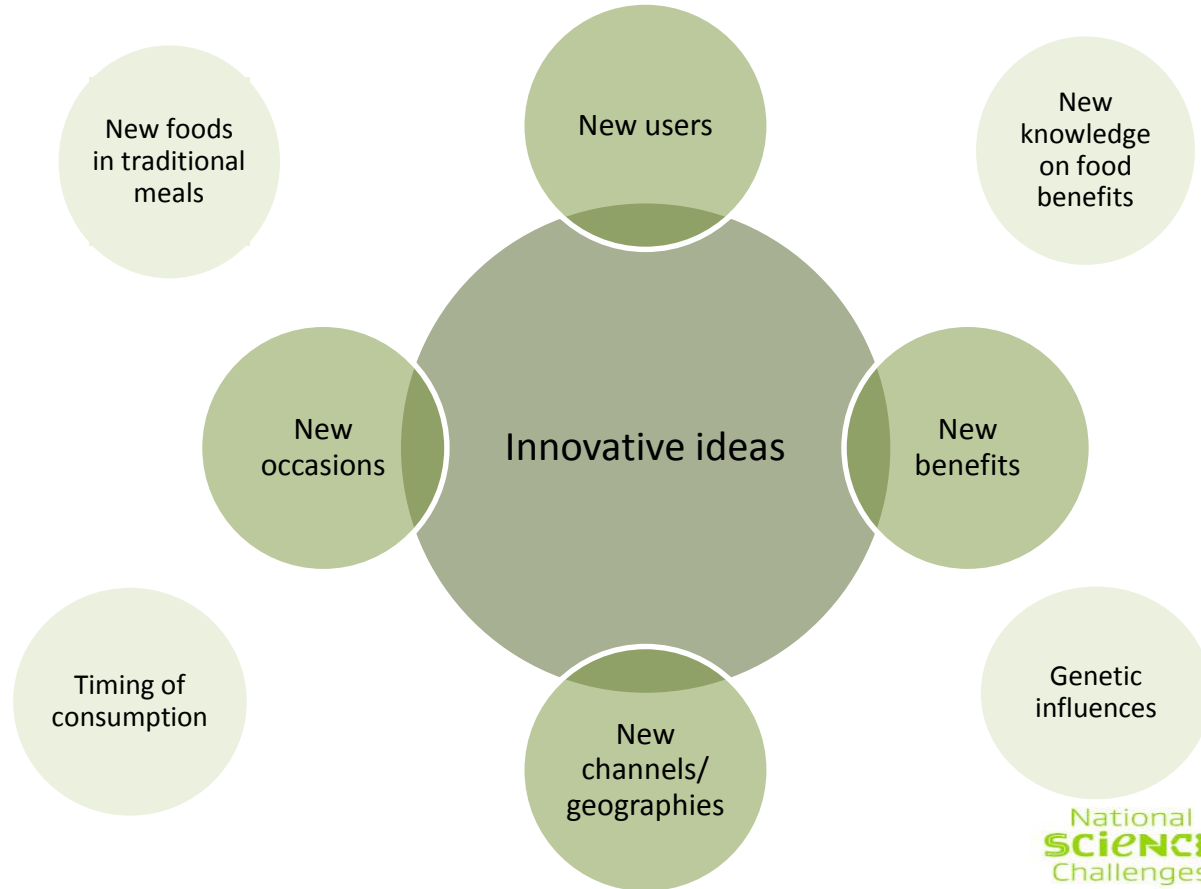 New users
New foods
in traditional
meals
New
knowledge
on food
benefits
New
occasions
Innovative ideas
New
benefits
Timing of
consumption
New
channels/
geographies
Genetic
influences
National
SCiENCE
Challenges